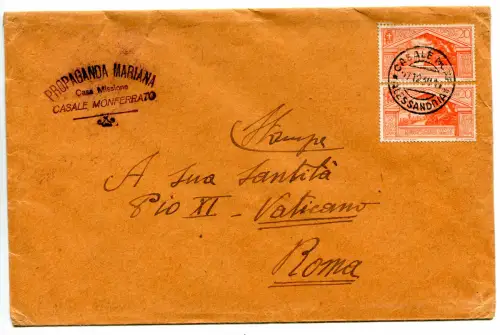 PROPAGANDA MARIANA
Casa Missione
CASALE MONFERRATO
CASALE
ALESSANDRIA
Stampe
A Sua Santità
Pio XI - Vaticano
Roma